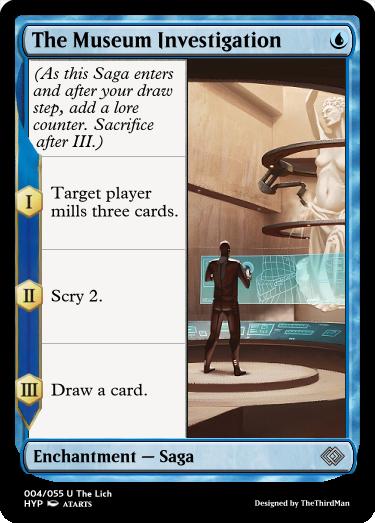 The Museum Investigation
(As this Saga enters
and after your draw
step, add a lore
counter. Sacrifice
after III.)
I
Target player
mills three cards.
II
Scry 2.
III
Draw a card.
Enchantment — Saga
004/055 U The Lich
HYP ATARTS
Designed by TheThirdMan